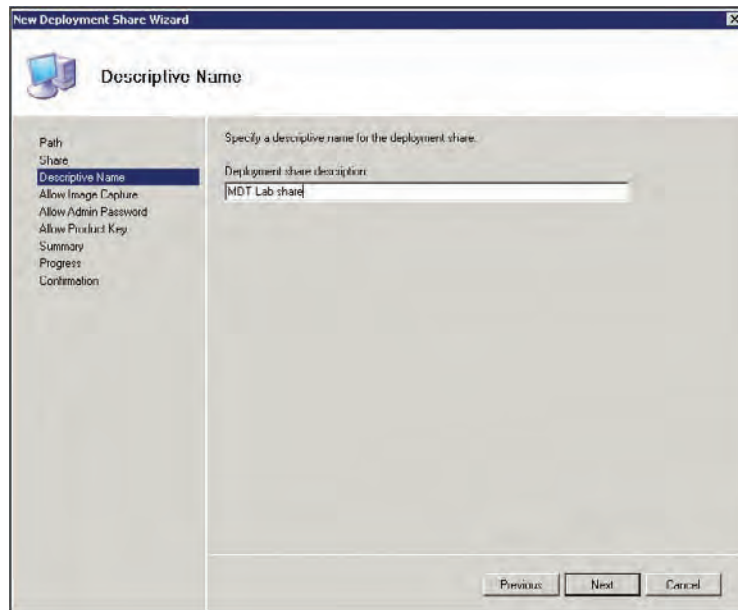 New Deployment Share Wizard
Descriptive Name
Path
Share
Descriptive Name
Allow Image Capture
Allow Admin Password
Allow Product Key
Summary
Progress
Confirmation
Specify a descriptive name for the deployment share.
Deployment share description:
MDT Lab share
Previous
Next
Cancel